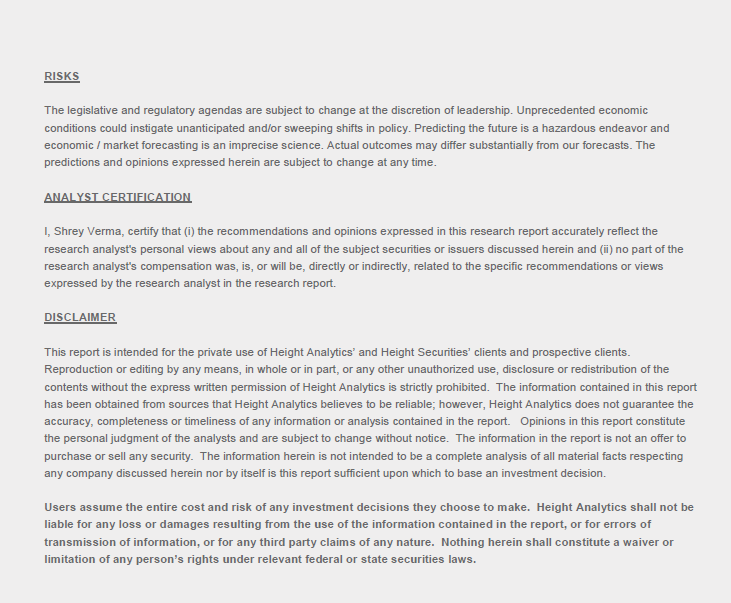 RISKS
The legislative and regulatory agendas are subject to change at the discretion of leadership. Unprecedented economic
conditions could instigate unanticipated and/or sweeping shifts in policy. Predicting the future is a hazardous endeavor and
economic / market forecasting is an imprecise science. Actual outcomes may differ substantially from our forecasts. The
predictions and opinions expressed herein are subject to change at any time.
ANALYST CERTIFICATION
I, Shrey Verma, certify that (i) the recommendations and opinions expressed in this research report accurately reflect the
research analyst's personal views about any and all of the subject securities or issuers discussed herein and (ii) no part of the
research analyst's compensation was, is, or will be, directly or indirectly, related to the specific recommendations or views
expressed by the research analyst in the research report.
DISCLAIMER
This report is intended for the private use of Height Analytics' and Height Securities' clients and prospective clients.
Reproduction or editing by any means, in whole or in part, or any other unauthorized use, disclosure or redistribution of the
contents without the express written permission of Height Analytics is strictly prohibited.  The information contained in this report
has been obtained from sources that Height Analytics believes to be reliable; however, Height Analytics does not guarantee the
accuracy, completeness or timeliness of any information or analysis contained in the report.   Opinions in this report constitute
the personal judgment of the analysts and are subject to change without notice.  The information in the report is not an offer to
purchase or sell any security.  The information herein is not intended to be a complete analysis of all material facts respecting
any company discussed herein nor by itself is this report sufficient upon which to base an investment decision.
Users assume the entire cost and risk of any investment decisions they choose to make.  Height Analytics shall not be
liable for any loss or damages resulting from the use of the information contained in the report, or for errors of
transmission of information, or for any third party claims of any nature.  Nothing herein shall constitute a waiver or
limitation of any person's rights under relevant federal or state securities laws.